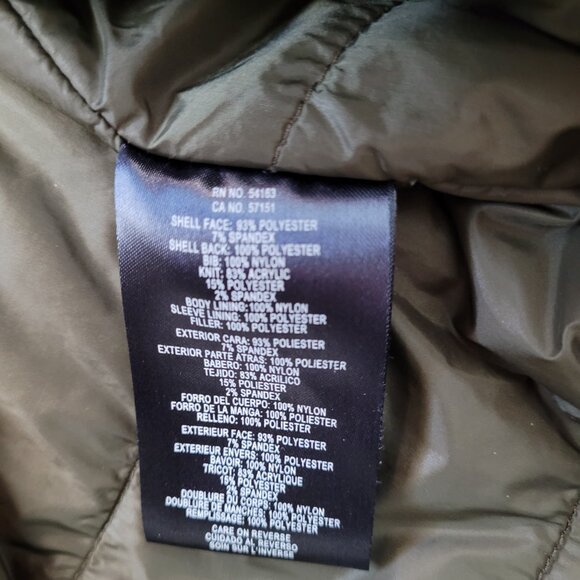 RN NO. 54163
CA NO. 57151
SHELL FACE: 93% POLYESTER
7% SPANDEX
SHELL BACK: 100% POLYESTER
BIB: 100% NYLON
KNIT: 83% ACRYLIC
15% POLYESTER
2% SPANDEX
BODY LINING: 100% NYLON
SLEEVE LINING: 100% POLYESTER
FILLER: 100% POLYESTER
EXTERIOR CARA: 93% POLIESTER
7% SPANDEX
EXTERIOR PARTE ATRAS: 100% POLIESTER
BABERO: 100% NYLON
TEJIDO: 83% ACRILICO
15% POLIESTER
2% SPANDEX
FORRO DEL CUERPO: 100% NYLON
FORRO DE LA MANGA: 100% POLIESTER
RELLENO: 100% POLIESTER
EXTERIEUR FACE: 93% POLYESTER
7% SPANDEX
EXTERIEUR ENVERS: 100% POLYESTER
BAVOIR: 100% NYLON
TRICOT: 83% ACRYLIQUE
15% POLYESTER
2% SPANDEX
DOUBLURE DU CORPS: 100% NYLON
DOUBLURE DE MANCHES: 100% POLYESTER
REMPLISSAGE: 100% POLYESTER
CARE ON REVERSE
CUIDADO AL REVERSO
SOIN SUR L'INVERSE